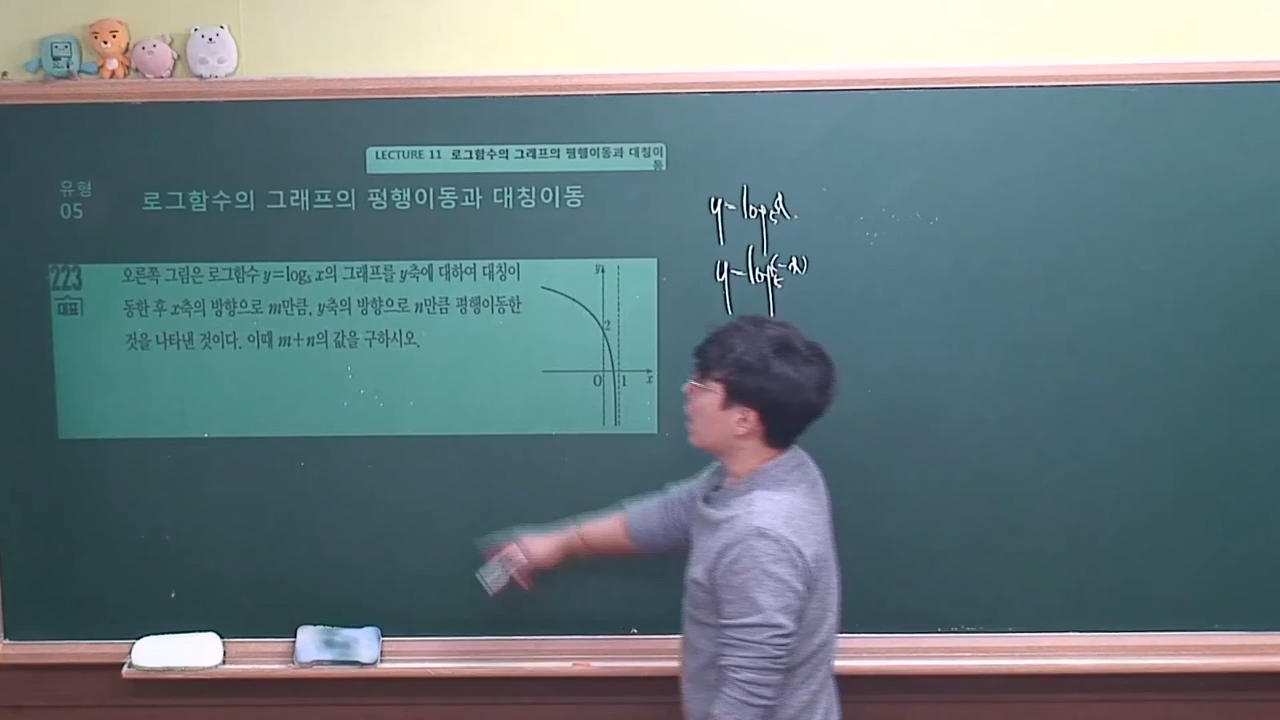 LECTURE 11 로그함수의 그래프의 평행이동과 대칭이
동
유형
05
로그함수의 그래프의 평행이동과 대칭이동
223
대표
오른쪽 그림은 로그함수 y=log₅ x의 그래프를 y축에 대하여 대칭이
동한 후 x축의 방향으로 m만큼, y축의 방향으로 n만큼 평행이동한
것을 나타낸 것이다. 이때 m+n의 값을 구하시오.
y
2
0 1 x
y=log₅x.
y=log₅(-x)